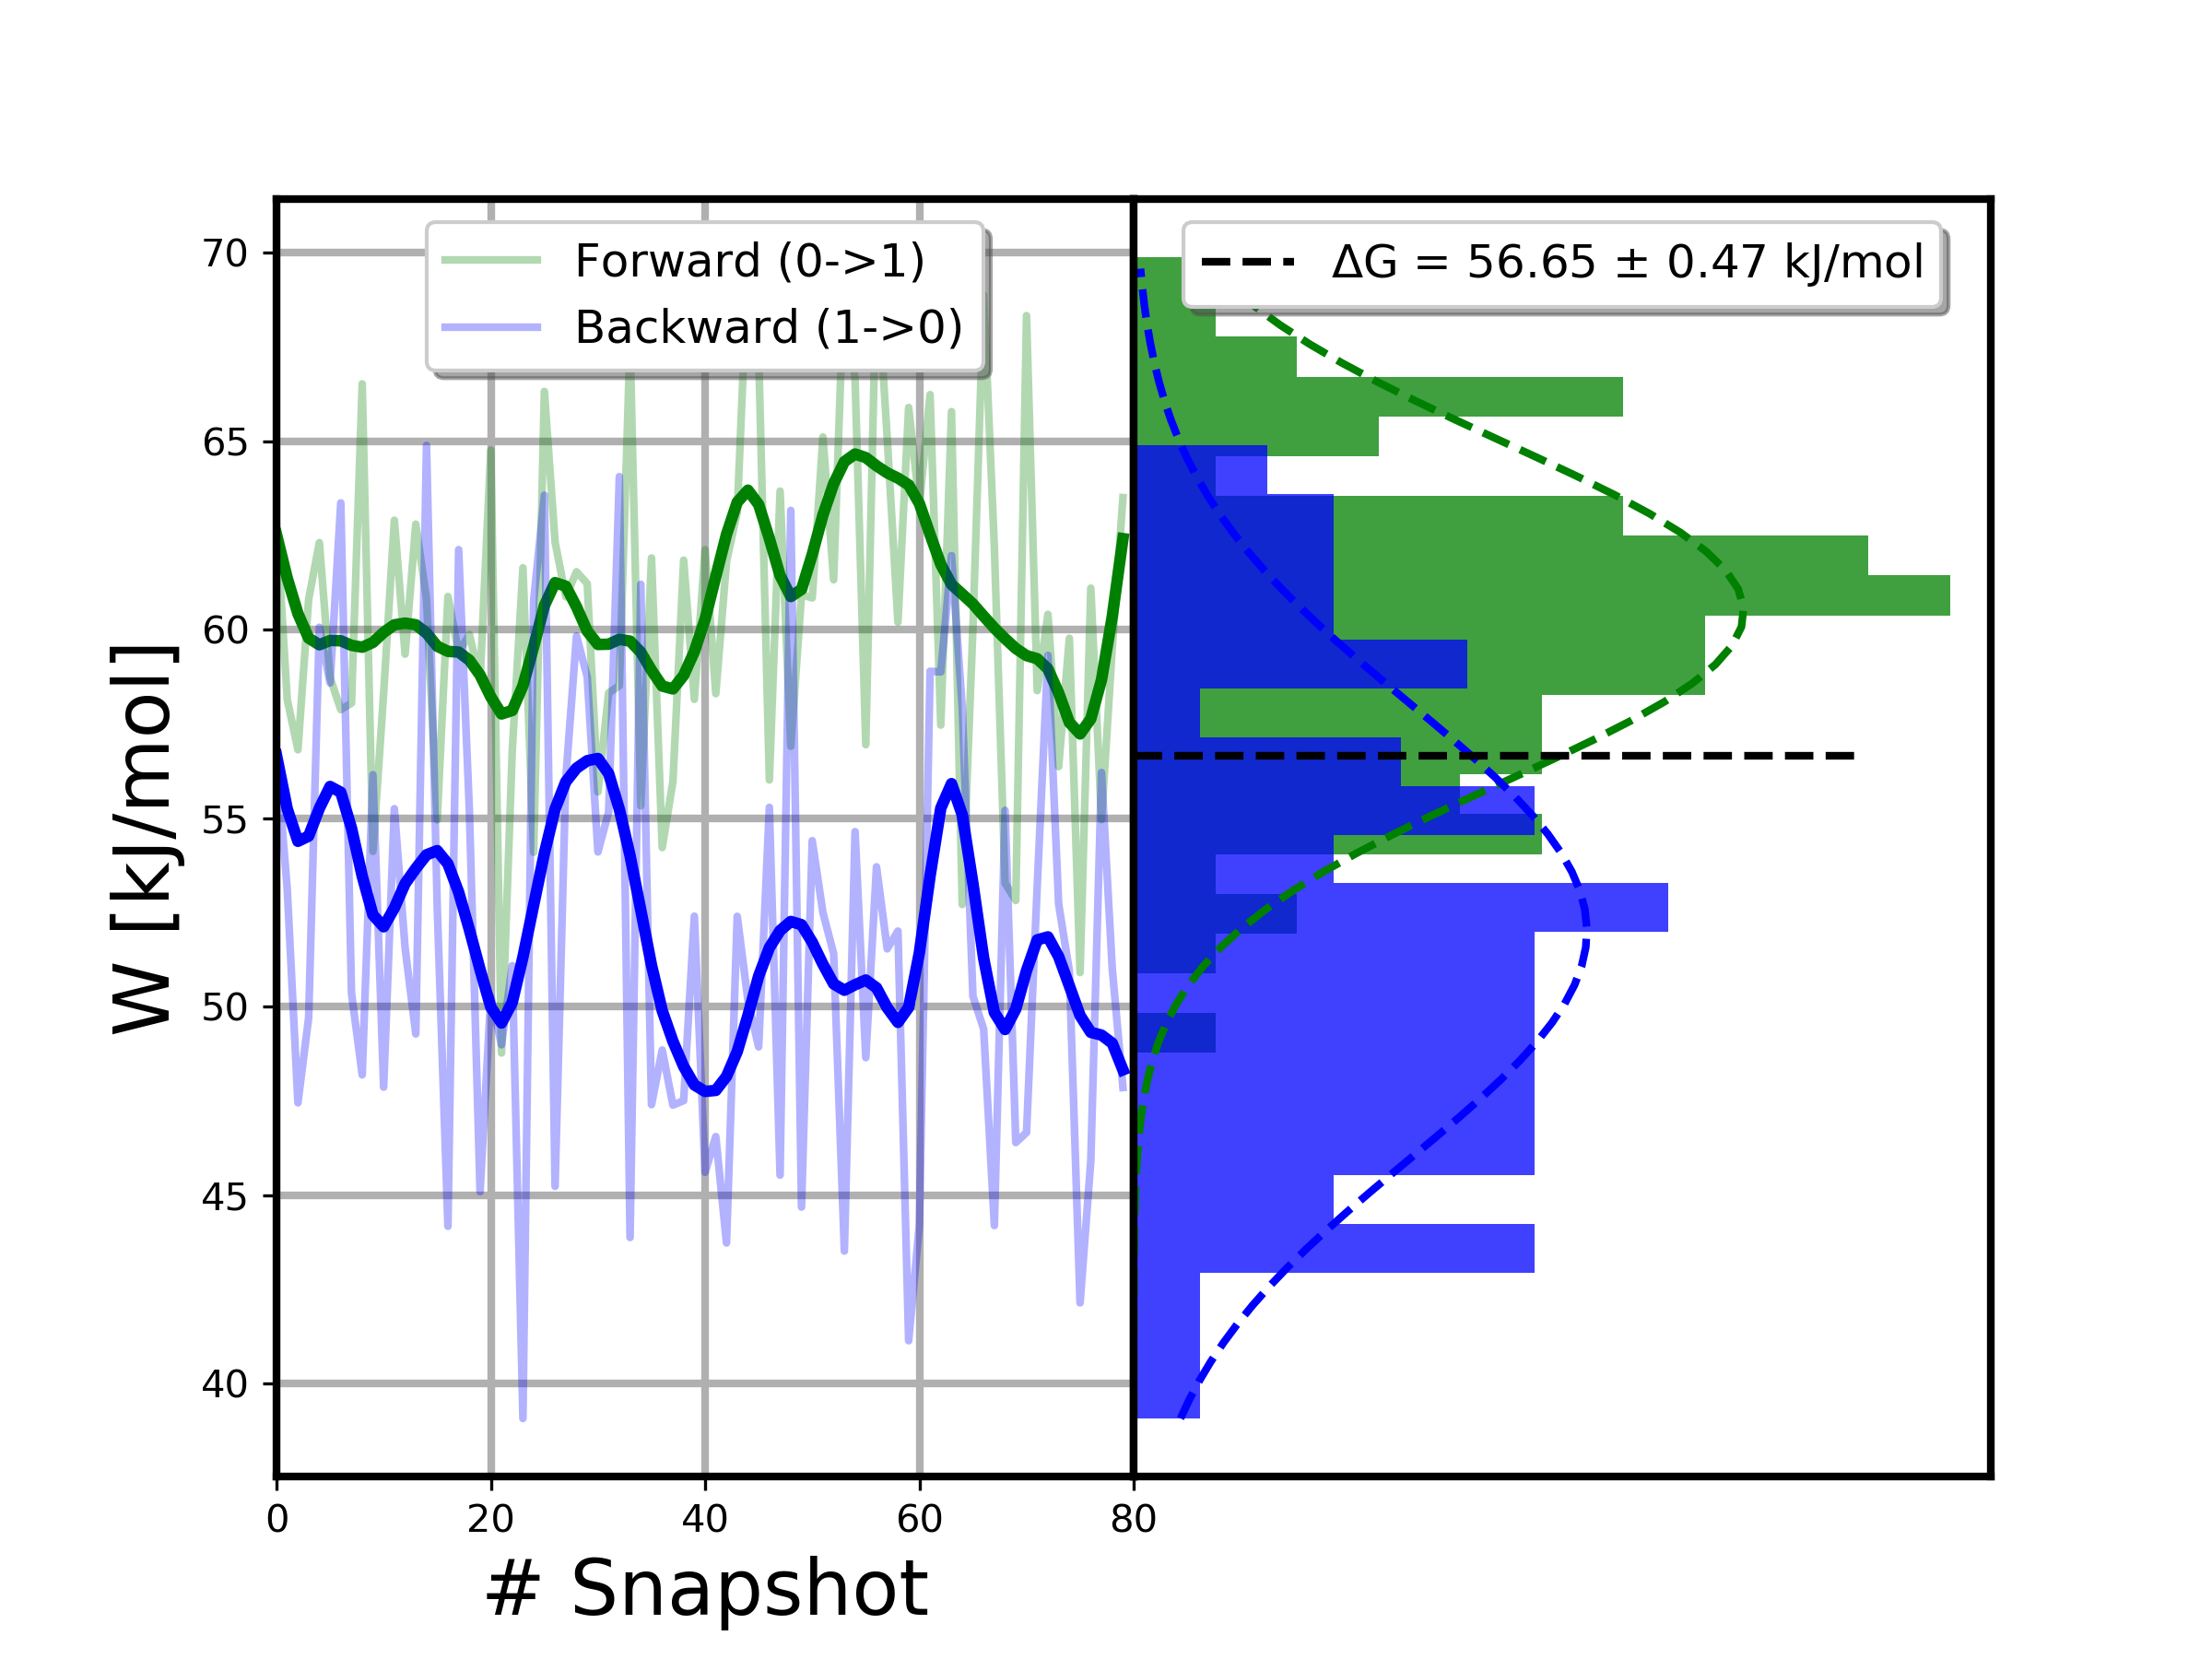 Forward (0->1)
Backward (1->0)
ΔG = 56.65 ± 0.47 kJ/mol
W [kJ/mol]
70
65
60
55
50
45
40
0 20 40 60 80
# Snapshot